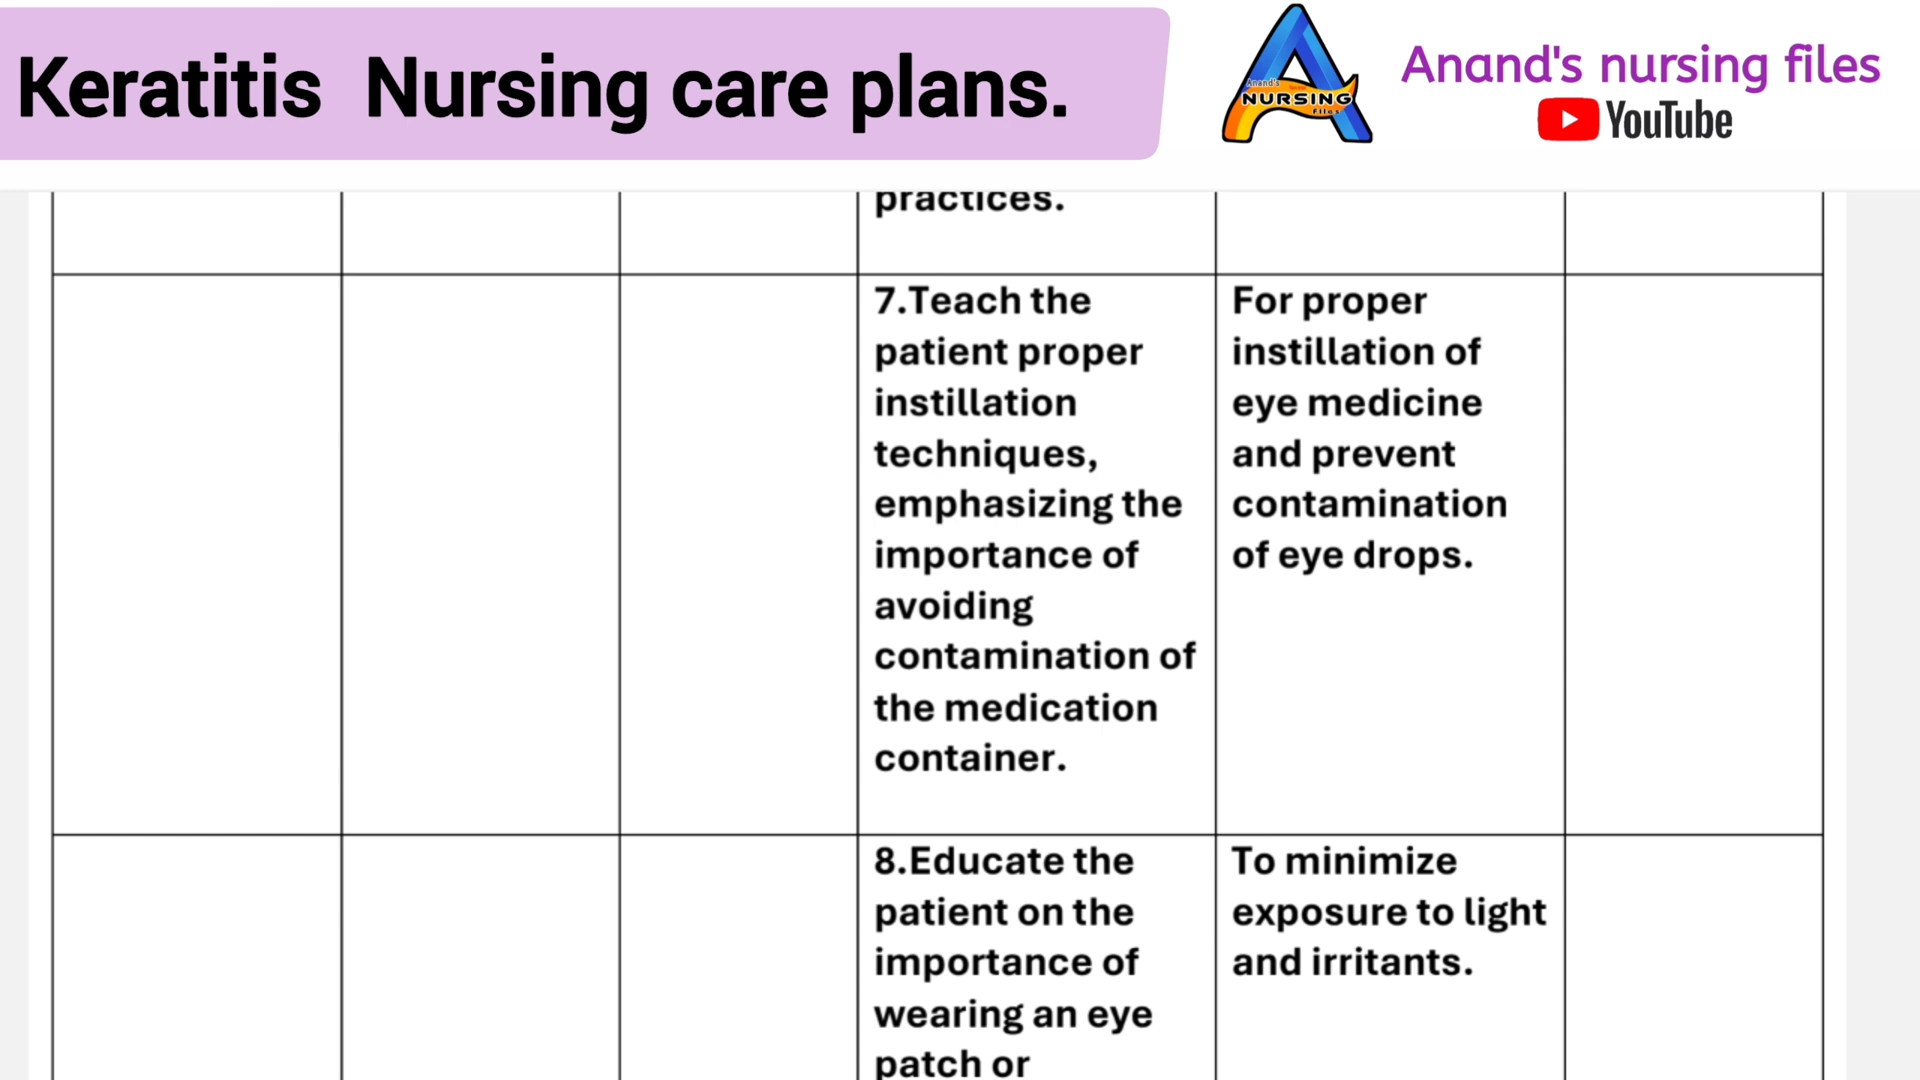 Keratitis Nursing care plans.
Anand's
NURSING
Files
Anand's nursing files
YouTube
practices.
7.Teach the
patient proper
instillation
techniques,
emphasizing the
importance of
avoiding
contamination of
the medication
container.
For proper
instillation of
eye medicine
and prevent
contamination
of eye drops.
8.Educate the
patient on the
importance of
wearing an eye
patch or
To minimize
exposure to light
and irritants.